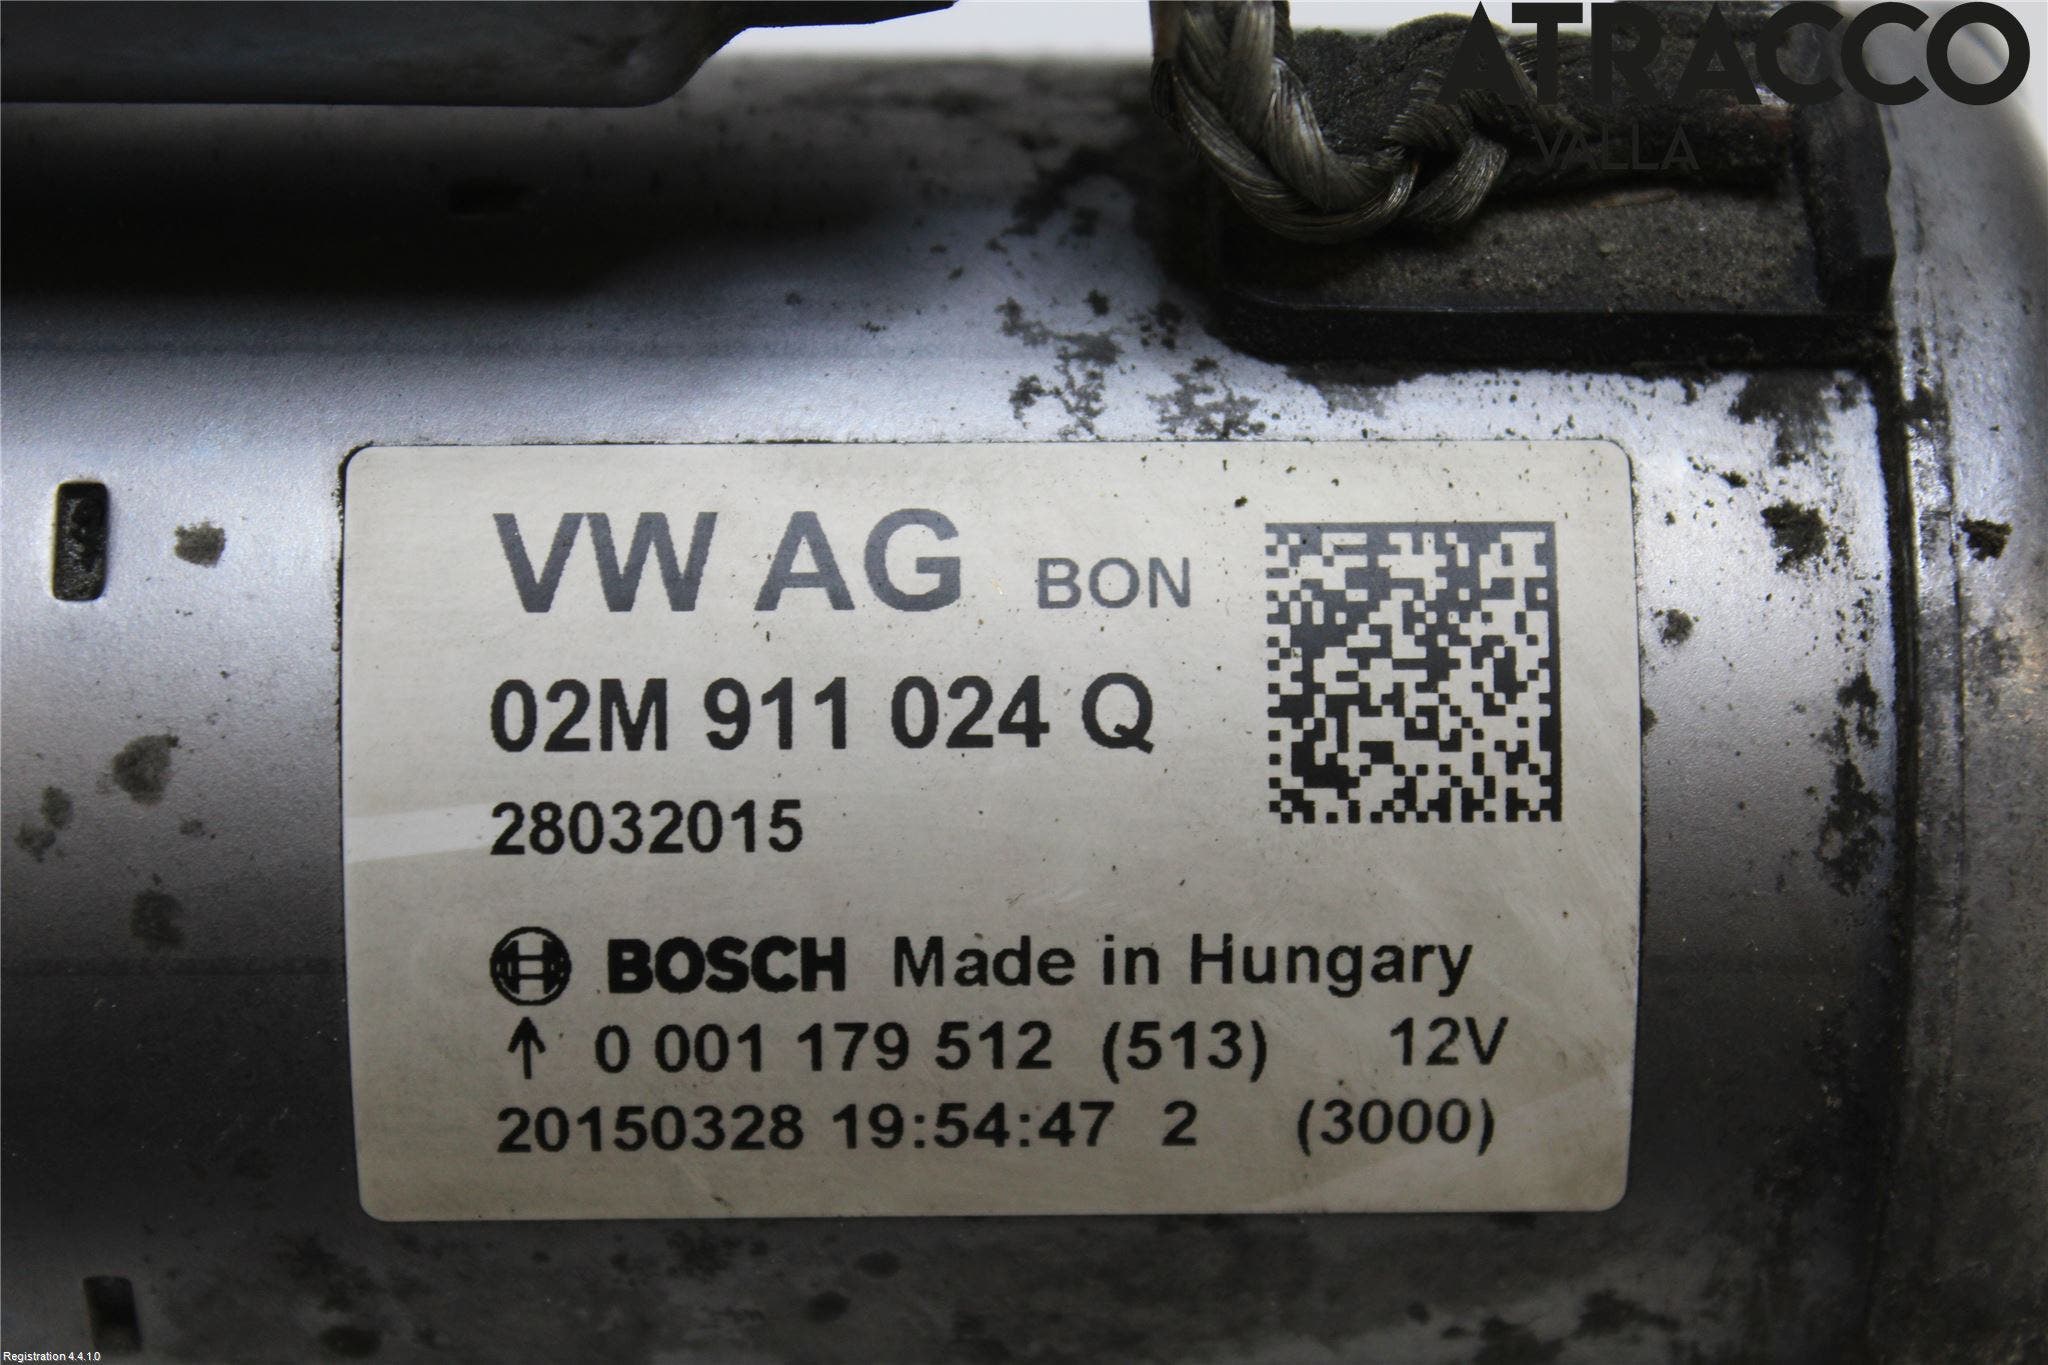 ATRACCO
VALLA
VW AG BON
02M 911 024 Q
28032015
BOSCH Made in Hungary
↑ 0 001 179 512 (513) 12V
20150328 19:54:47 2 (3000)
Registration 4.4.1.0